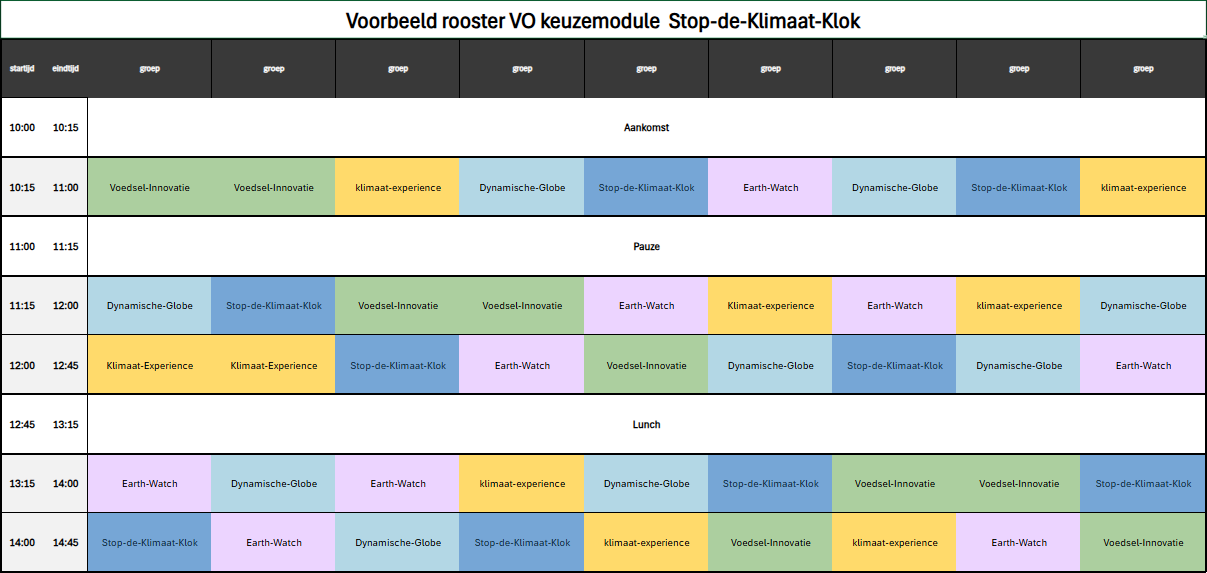 Voorbeeld rooster VO keuzemodule Stop-de-Klimaat-Klok
startijd eindtijd groep groep groep groep groep groep groep groep groep
10:00 10:15 Aankomst
10:15 11:00 Voedsel-Innovatie Voedsel-Innovatie klimaat-experience Dynamische-Globe Stop-de-Klimaat-Klok Earth-Watch Dynamische-Globe Stop-de-Klimaat-Klok klimaat-experience
11:00 11:15 Pauze
11:15 12:00 Dynamische-Globe Stop-de-Klimaat-Klok Voedsel-Innovatie Voedsel-Innovatie Earth-Watch Klimaat-experience Earth-Watch klimaat-experience Dynamische-Globe
12:00 12:45 Klimaat-Experience Klimaat-Experience Stop-de-Klimaat-Klok Earth-Watch Voedsel-Innovatie Dynamische-Globe Stop-de-Klimaat-Klok Dynamische-Globe Earth-Watch
12:45 13:15 Lunch
13:15 14:00 Earth-Watch Dynamische-Globe Earth-Watch klimaat-experience Dynamische-Globe Stop-de-Klimaat-Klok Voedsel-Innovatie Voedsel-Innovatie Stop-de-Klimaat-Klok
14:00 14:45 Stop-de-Klimaat-Klok Earth-Watch Dynamische-Globe Stop-de-Klimaat-Klok klimaat-experience Voedsel-Innovatie klimaat-experience Earth-Watch Voedsel-Innovatie